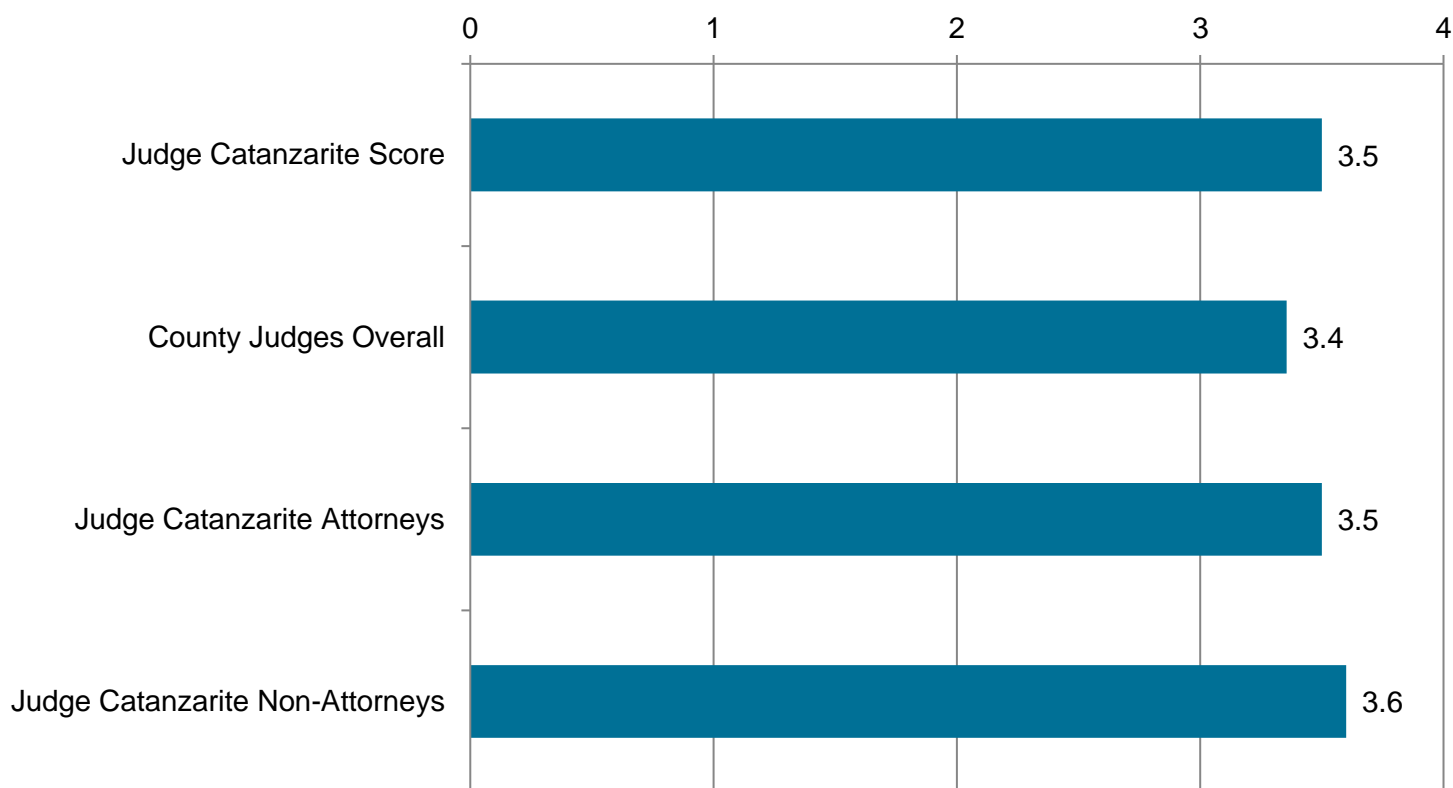 0 1 2 3 4
Judge Catanzarite Score 3.5
County Judges Overall 3.4
Judge Catanzarite Attorneys 3.5
Judge Catanzarite Non-Attorneys 3.6